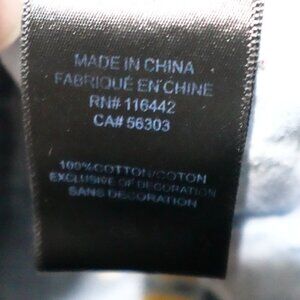 MADE IN CHINA
FABRIQUÉ EN CHINE
RN# 116442
CA# 56303
100% COTTON/COTON
EXCLUSIVE OF DECORATION
SANS DECORATION